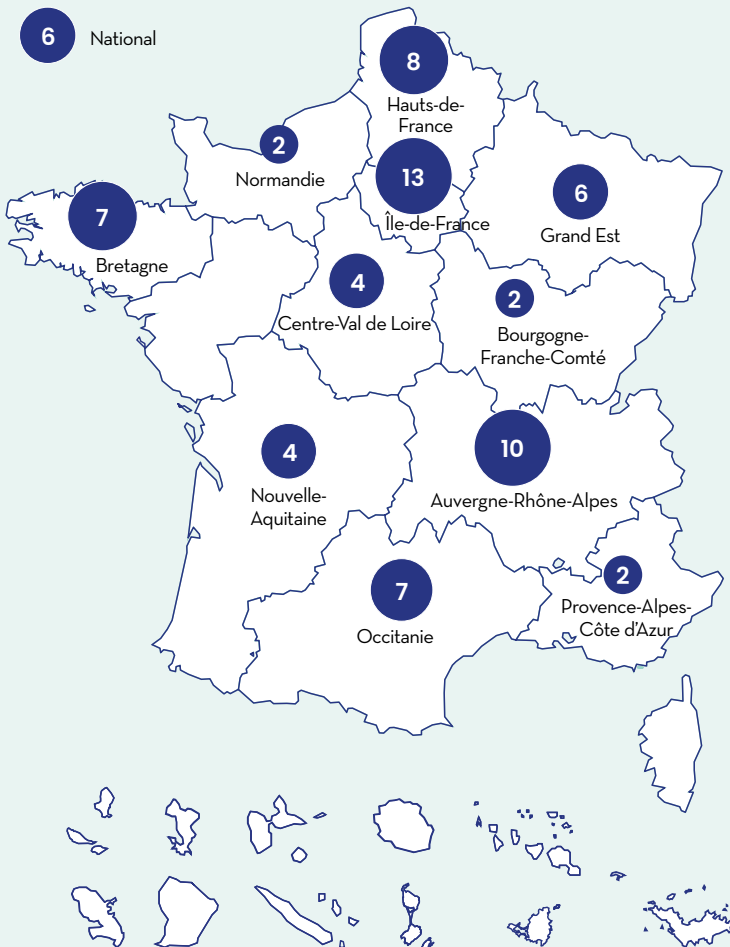 6
National
8
Hauts-de-
France
2
Normandie
13
Île-de-France
6
Grand Est
7
Bretagne
4
Centre-Val de Loire
2
Bourgogne-
Franche-Comté
4
Nouvelle-
Aquitaine
10
Auvergne-Rhône-Alpes
7
Occitanie
2
Provence-Alpes-
Côte d'Azur